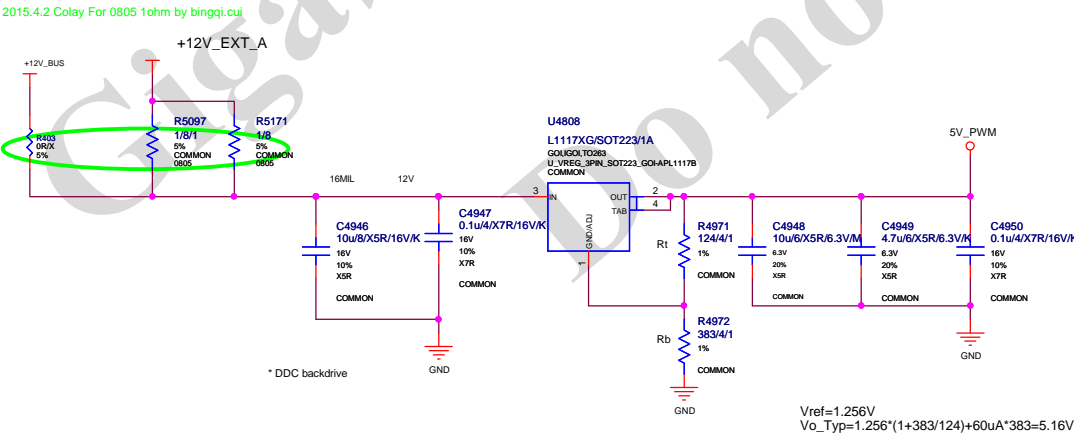 2015.4.2 Colay For 0805 1ohm by bingqi.cui
+12V_EXT_A
+12V_BUS
R403
0R/X
5%
R5097
1/8/1
5%
COMMON
0805
R5171
1/8
5%
COMMON
0805
16MIL
12V
C4946
10u/8/X5R/16V/K
16V
10%
X5R
COMMON
C4947
0.1u/4/X7R/16V/K
16V
10%
X7R
COMMON
GND
* DDC backdrive
U4808
L1117XG/SOT223/1A
GOI,IGOI,TO263
U_VREG_3PIN_SOT223_GOI-APL1117B
COMMON
3
IN
OUT
2
TAB
4
GND/ADJ
1
Rt
R4971
124/4/1
1%
COMMON
Rb
R4972
383/4/1
1%
COMMON
GND
C4948
10u/6/X5R/6.3V/M
6.3V
20%
X5R
COMMON
C4949
4.7u/6/X5R/6.3V/K
6.3V
20%
X5R
COMMON
5V_PWM
C4950
0.1u/4/X7R/16V/K
16V
10%
X7R
COMMON
GND
Vref=1.256V
Vo_Typ=1.256*(1+383/124)+60uA*383=5.16V
Giga
Do no